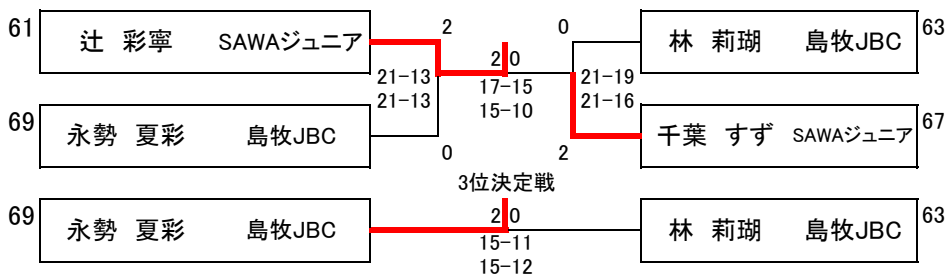 61 辻 彩寧 SAWAジュニア 2 0 林 莉瑚 島牧JBC 63
2 0
21-13 17-15 21-19
21-13 15-10 21-16
69 永勢 夏彩 島牧JBC 0 2 千葉 すず SAWAジュニア 67
3位決定戦
69 永勢 夏彩 島牧JBC 2 0 林 莉瑚 島牧JBC 63
15-11
15-12